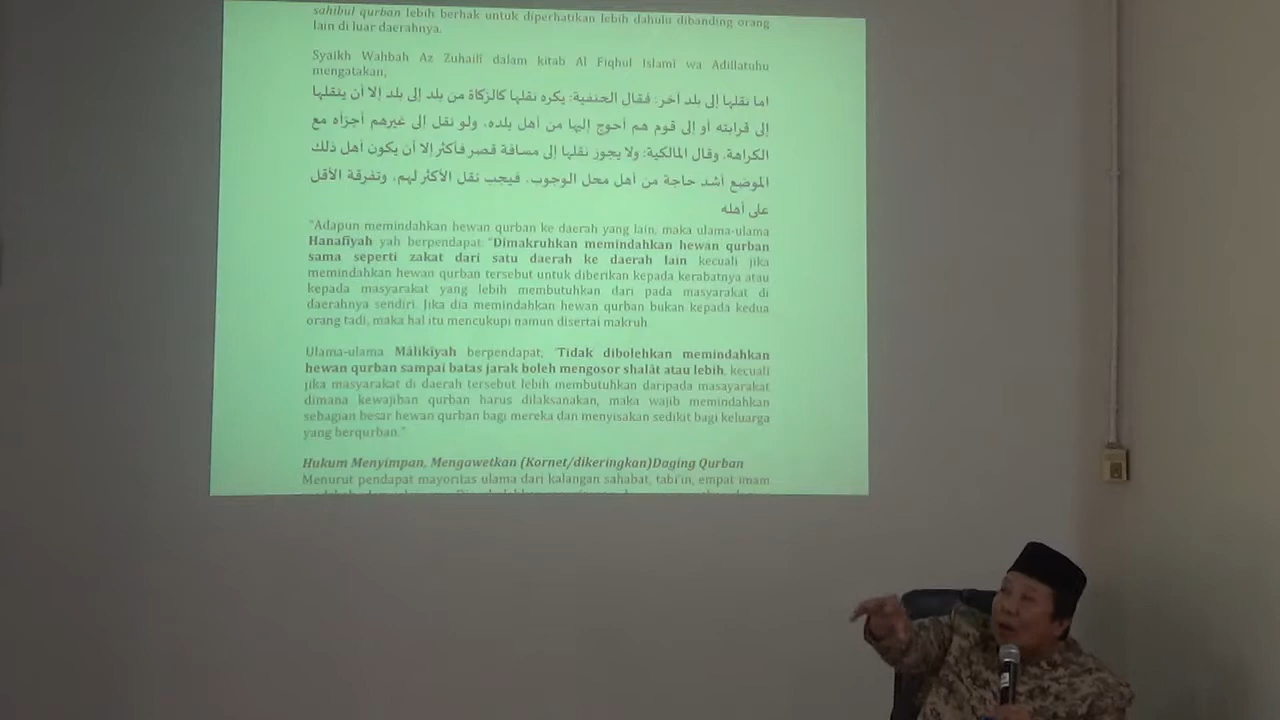 sahibul qurban lebih berhak untuk diperhatikan lebih dahulu dibanding orang
lain di luar daerahnya.
Syaikh Wahbah Az Zuhaili dalam kitab Al Fiqhul Islami wa Adillatuhu
mengatakan,
اما نقلها إلى بلد آخر: فقال الحنفية: يكره نقلها كالزكاة من بلد إلى بلد إلا أن ينقلها
إلى قرابته أو إلى قوم هم أحوج إليها من أهل بلده، ولو نقل إلى غيرهم أجزأه مع
الكراهة. وقال المالكية: ولا يجوز نقلها إلى مسافة قصر فأكثر إلا أن يكون أهل ذلك
الموضع أشد حاجة من أهل محل الوجوب، فيجب نقل الأكثر لهم، وتفرقة الأقل
على أهله
"Adapun memindahkan hewan qurban ke daerah yang lain, maka ulama-ulama
Hanafiyah yah berpendapat "Dimakruhkan memindahkan hewan qurban
sama seperti zakat dari satu daerah ke daerah lain kecuali jika
memindahkan hewan qurban tersebut untuk diberikan kepada kerabatnya atau
kepada masyarakat yang lebih membutuhkan dari pada masyarakat di
daerahnya sendiri. Jika dia memindahkan hewan qurban bukan kepada kedua
orang tadi, maka hal itu mencukupi namun disertai makruh.
Ulama-ulama Mâlikîyah berpendapat, 'Tidak dibolehkan memindahkan
hewan qurban sampai batas jarak boleh mengosor shalât atau lebih, kecuali
jika masyarakat di daerah tersebut lebih membutuhkan daripada masayarakat
dimana kewajiban qurban harus dilaksanakan, maka wajib memindahkan
sebagian besar hewan qurban bagi mereka dan menyisakan sedikit bagi keluarga
yang berqurban."
Hukum Menyimpan, Mengawetkan (Kornet/dikeringkan)Daging Qurban
Menurut pendapat mayoritas ulama dari kalangan sahabat, tabi'in, empat imam